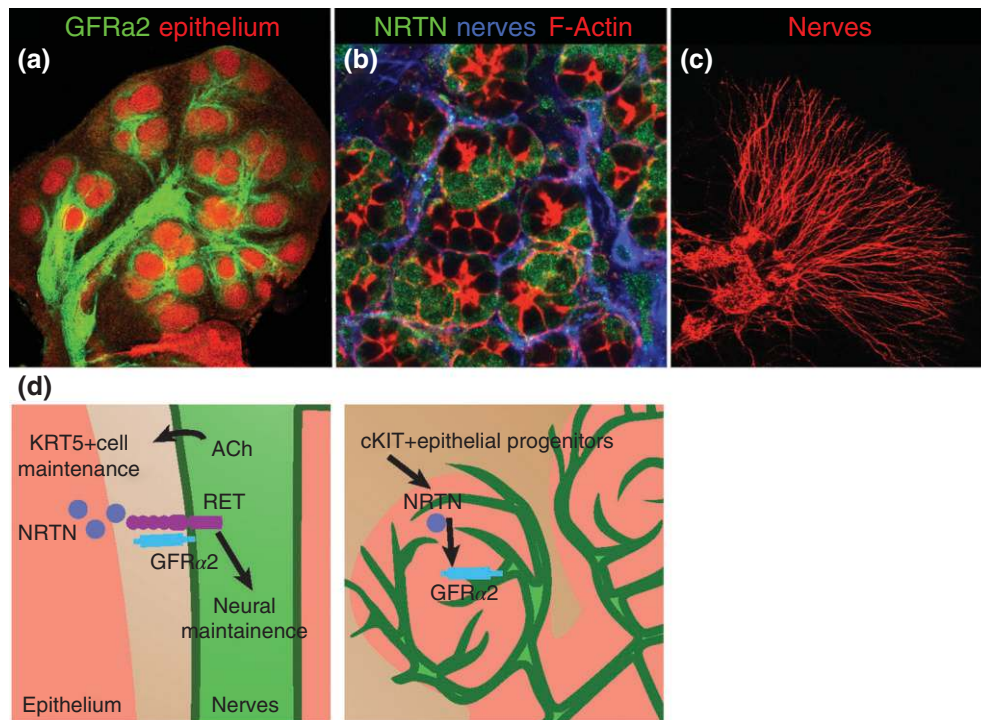 GFRa2 epithelium
(a)
NRTN nerves F-Actin
(b)
Nerves
(c)
(d)
KRT5+cell
maintenance
ACh
RET
NRTN
GFRα2
Neural
maintainence
Epithelium
Nerves
cKIT+epithelial progenitors
NRTN
GFRα2